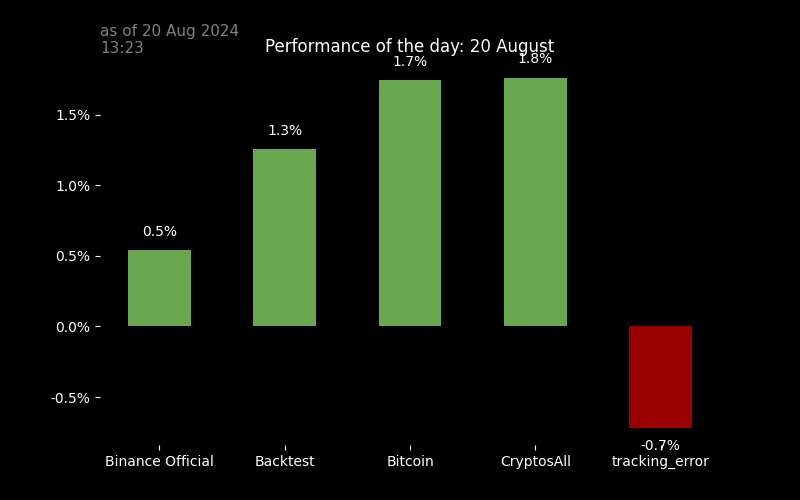 as of 20 Aug 2024
13:23
Performance of the day: 20 August
1.7%
1.8%
1.5%
1.3%
1.0%
0.5%
0.5%
0.0%
-0.5%
-0.7%
Binance Official
Backtest
Bitcoin
CryptosAll
tracking_error